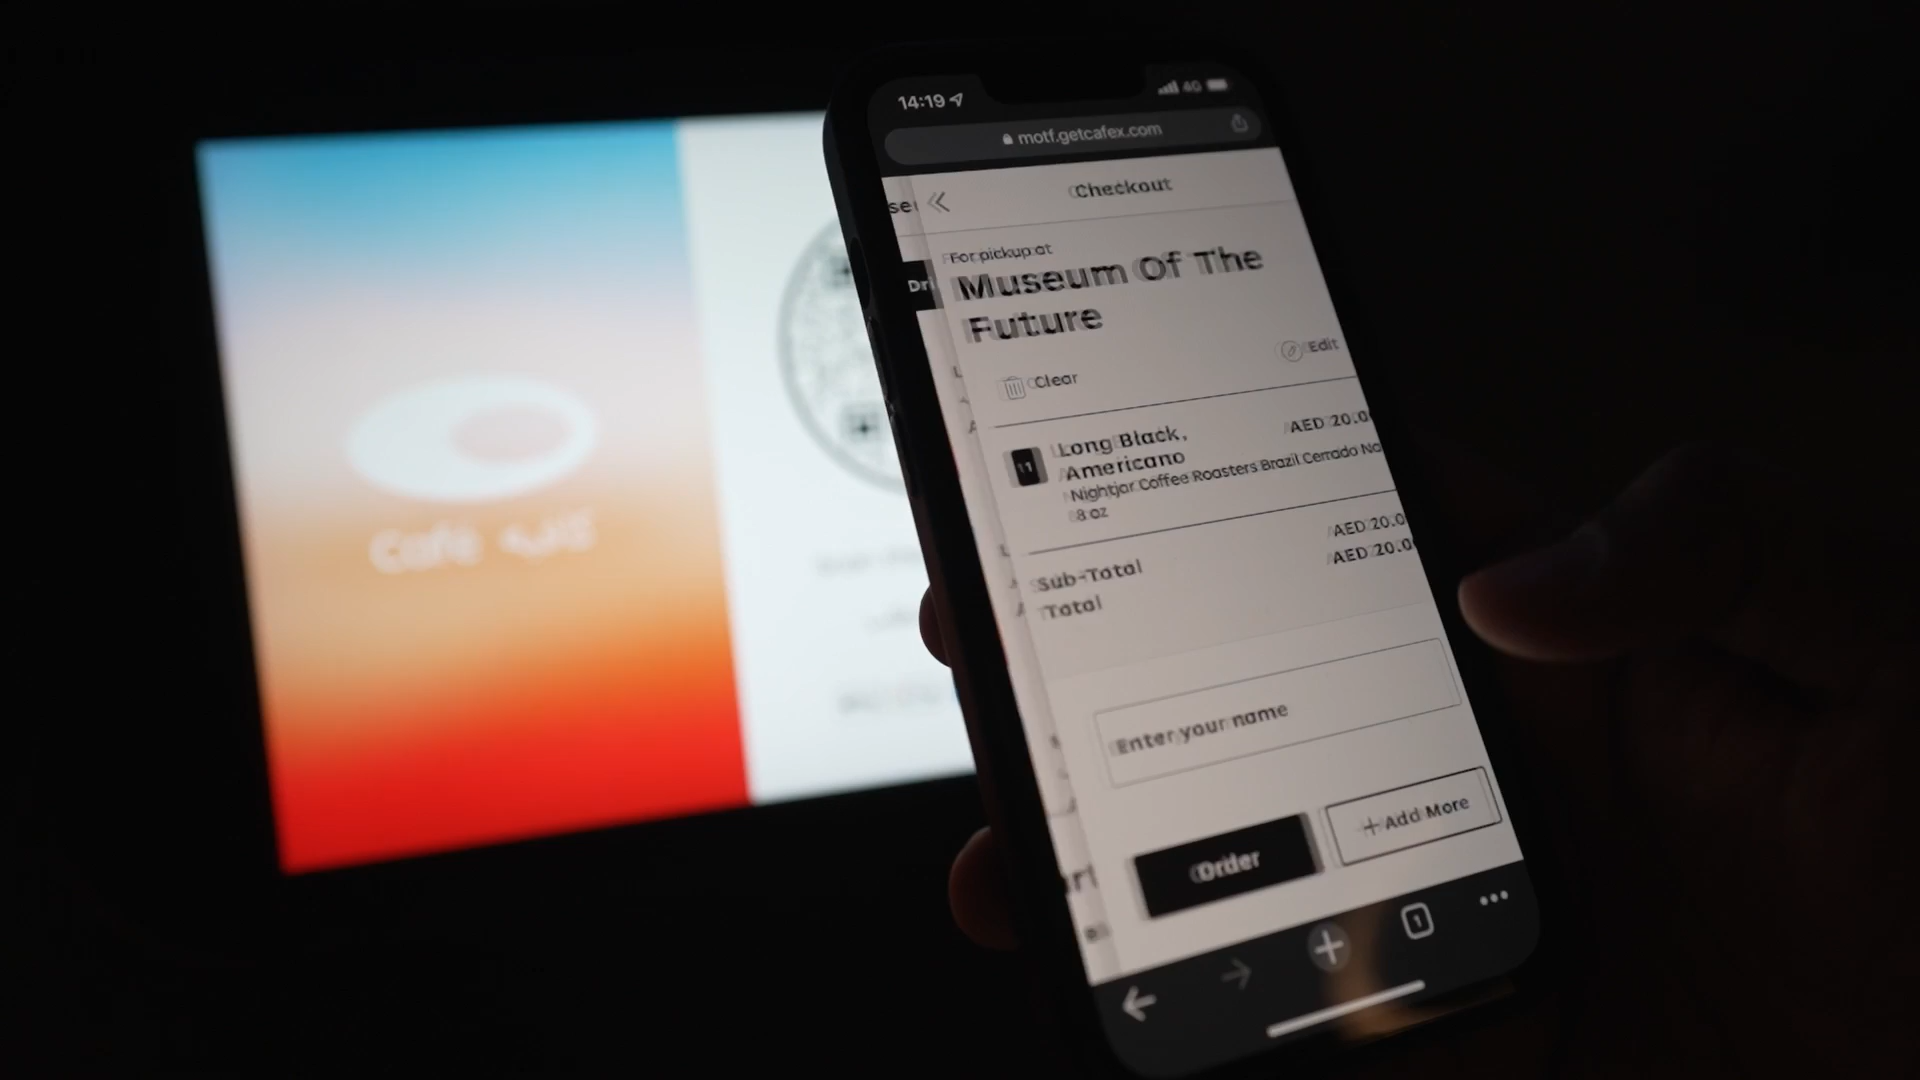 Café
14:19
4G
motf.getcafex.com
Checkout
For pickup at
Museum Of The
Future
Clear
Edit
Long Black,
Americano
AED 20.0
Nightjar Coffee Roasters Brazil Cerrado No
8 oz
AED 20.0
Sub-Total
AED 20.0
Total
Enter your name
Order
+ Add More
1